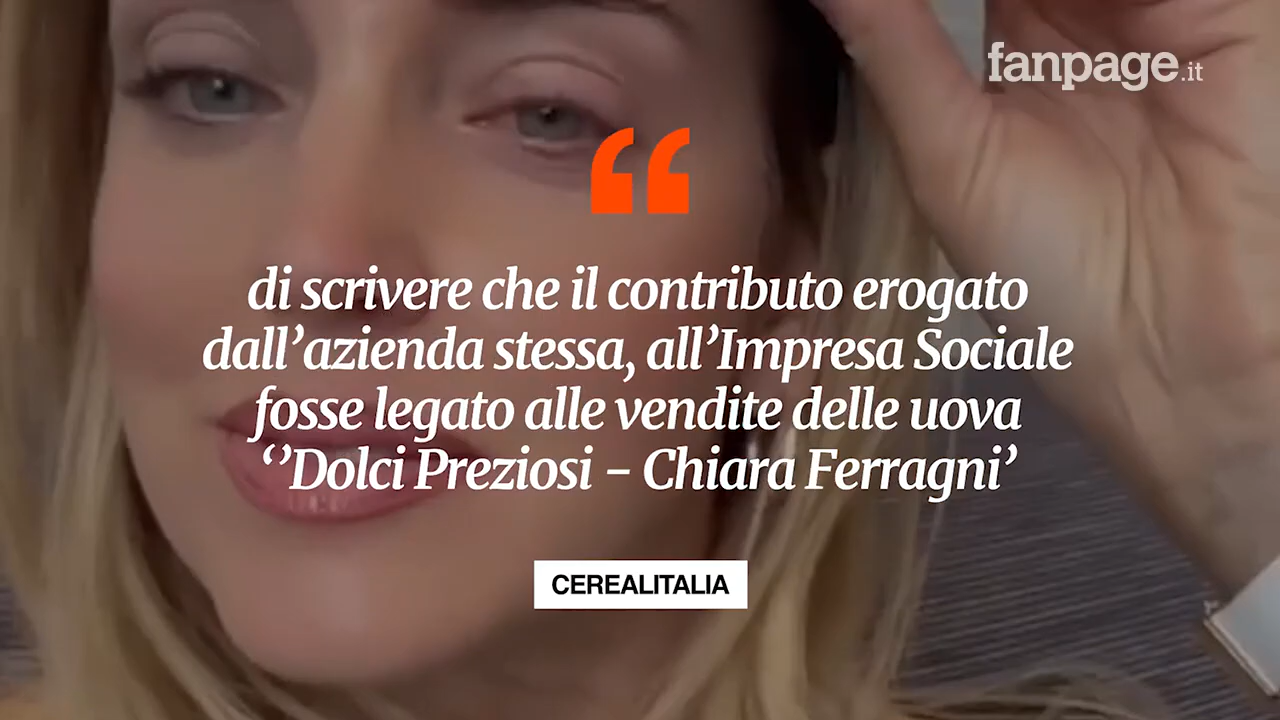 fanpage.it
“
di scrivere che il contributo erogato
dall’azienda stessa, all’Impresa Sociale
fosse legato alle vendite delle uova
‘’Dolci Preziosi – Chiara Ferragni’
CEREALITALIA